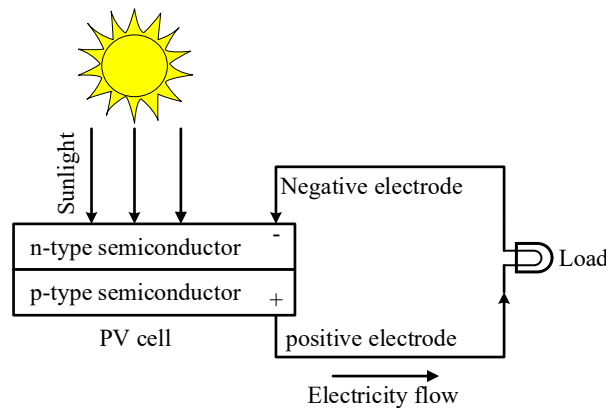 Sunlight
Negative electrode
-
n-type semiconductor
Load
p-type semiconductor
+
PV cell
positive electrode
Electricity flow